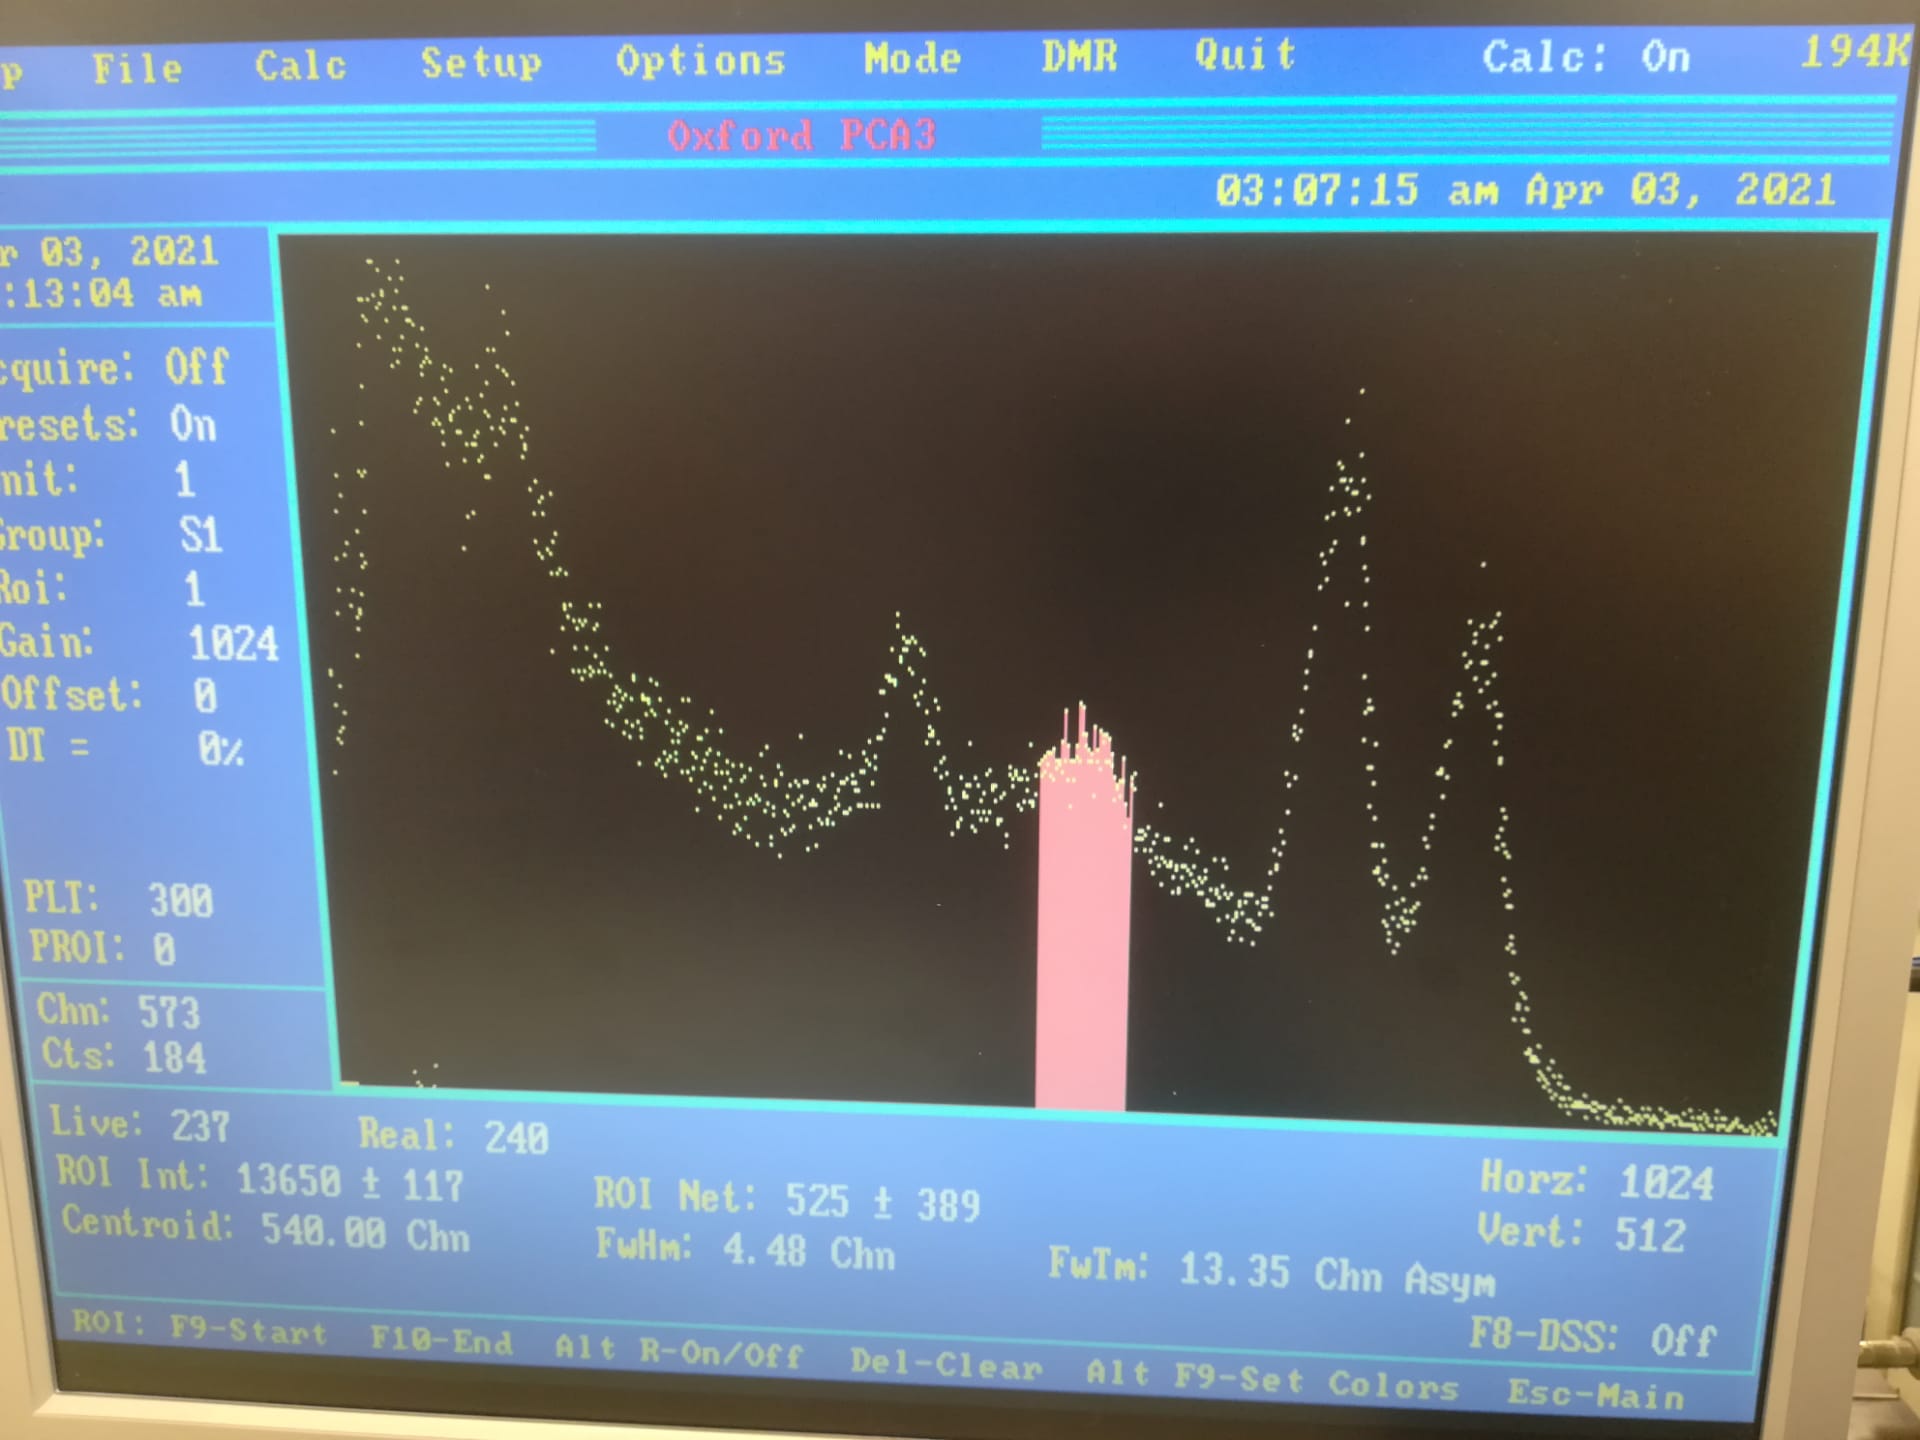 p File Calc Setup Options Mode DMR Quit Calc: On 194K
Oxford PCA3
03:07:15 am Apr 03, 2021
r 03, 2021
:13:04 am
cquire: Off
resets: On
nit: 1
Group: S1
Roi: 1
Gain: 1024
Offset: 0
DT = 0%
PLT: 300
PROI: 0
Chn: 573
Cts: 184
Live: 237 Real: 240
ROI Int: 13650 ± 117 ROI Net: 525 ± 389 Horz: 1024
Centroid: 540.00 Chn FwHm: 4.48 Chn FwTm: 13.35 Chn Asym Vert: 512
F8-DSS: Off
ROI: F9-Start F10-End Alt R-On/Off Del-Clear Alt F9-Set Colors Esc-Main